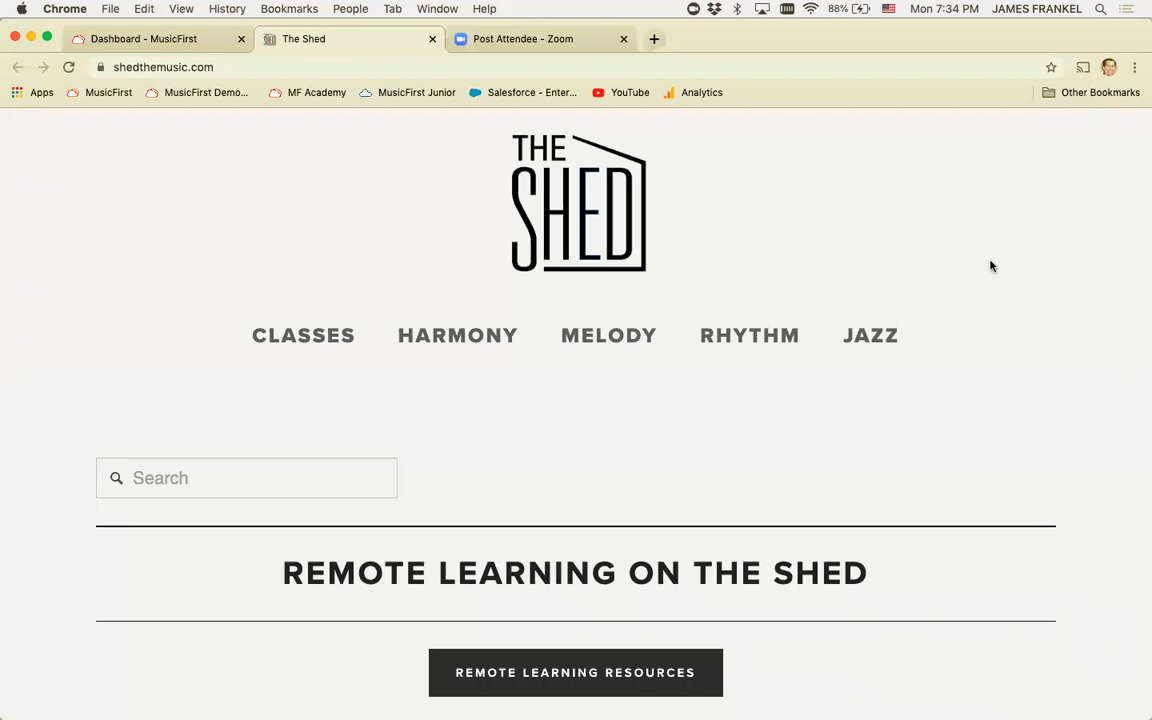 Chrome File Edit View History Bookmarks People Tab Window Help 88% Mon 7:34 PM JAMES FRANKEL
Dashboard - MusicFirst The Shed Post Attendee - Zoom
shedthemusic.com
Apps MusicFirst MusicFirst Demo... MF Academy MusicFirst Junior Salesforce - Enter... YouTube Analytics Other Bookmarks
THE
SHED
CLASSES HARMONY MELODY RHYTHM JAZZ
Search
REMOTE LEARNING ON THE SHED
REMOTE LEARNING RESOURCES